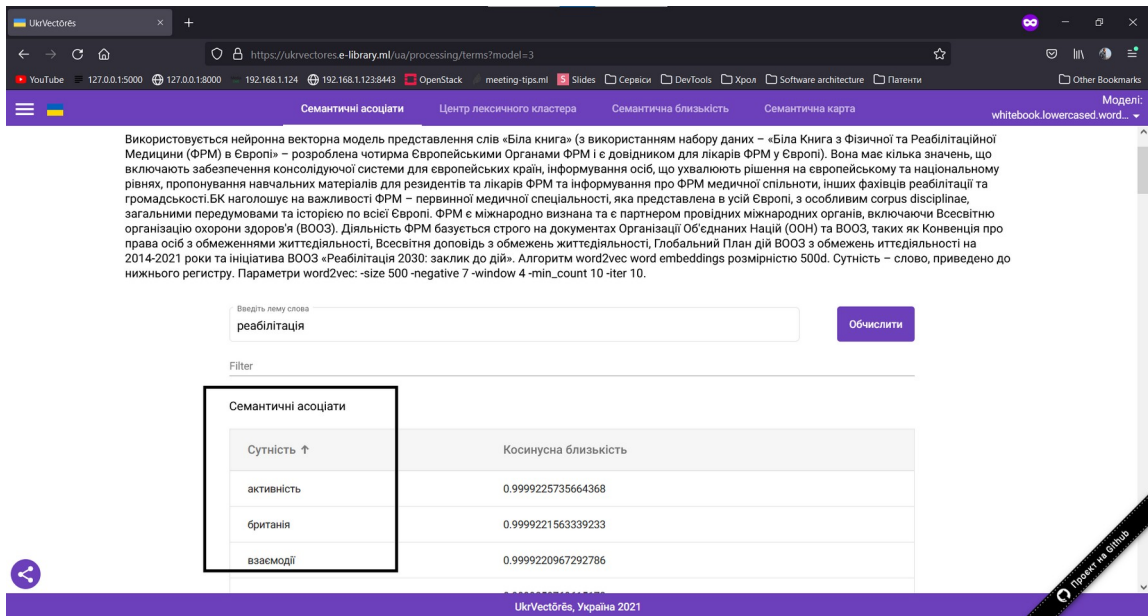 UkrVectōrēs
https://ukrvectores.e-library.ml/ua/processing/terms?model=3
YouTube 127.0.0.1:5000 127.0.0.1:8000 192.168.1.124 192.168.1.123:8443 OpenStack meeting-tips.ml Slides Сервіси DevTools Хрол Software architecture Патенти Other Bookmarks
Семантичні асоціати Центр лексичного кластера Семантична близькість Семантична карта
Моделі:
whitebook.lowercased.word...
Використовується нейронна векторна модель представлення слів «Біла книга» (з використанням набору даних – «Біла Книга з Фізичної та Реабілітаційної
Медицини (ФРМ) в Європі» – розроблена чотирма Європейськими Органами ФРМ і є довідником для лікарів ФРМ у Європі). Вона має кілька значень, що
включають забезпечення консолідуючої системи для європейських країн, інформування осіб, що ухвалюють рішення на європейському та національному
рівнях, пропонування навчальних матеріалів для резидентів та лікарів ФРМ та інформування про ФРМ медичної спільноти, інших фахівців реабілітації та
громадськості.БК наголошує на важливості ФРМ – первинної медичної спеціальності, яка представлена в усій Європі, з особливим corpus disciplinae,
загальними передумовами та історією по всієї Європі. ФРМ є міжнародно визнана та є партнером провідних міжнародних органів, включаючи Всесвітню
організацію охорони здоров'я (ВООЗ). Діяльність ФРМ базується строго на документах Організації Об'єднаних Націй (ООН) та ВООЗ, таких як Конвенція про
права осіб з обмеженнями життєдіяльності, Всесвітня доповідь з обмежень життєдіяльності, Глобальний План дій ВООЗ з обмежень иттєдіяльності на
2014-2021 роки та ініціатива ВООЗ «Реабілітація 2030: заклик до дій». Алгоритм word2vec word embeddings розмірністю 500d. Сутність – слово, приведено до
нижнього регістру. Параметри word2vec: -size 500 -negative 7 -window 4 -min_count 10 -iter 10.
Введіть лему слова
реабілітація
Обчислити
Filter
Семантичні асоціати
Сутність ↑ Косинусна близькість
активність 0.9999225735664368
британія 0.9999221563339233
взаємодії 0.9999220967292786
Проєкт на Github
UkrVectōrēs, Україна 2021